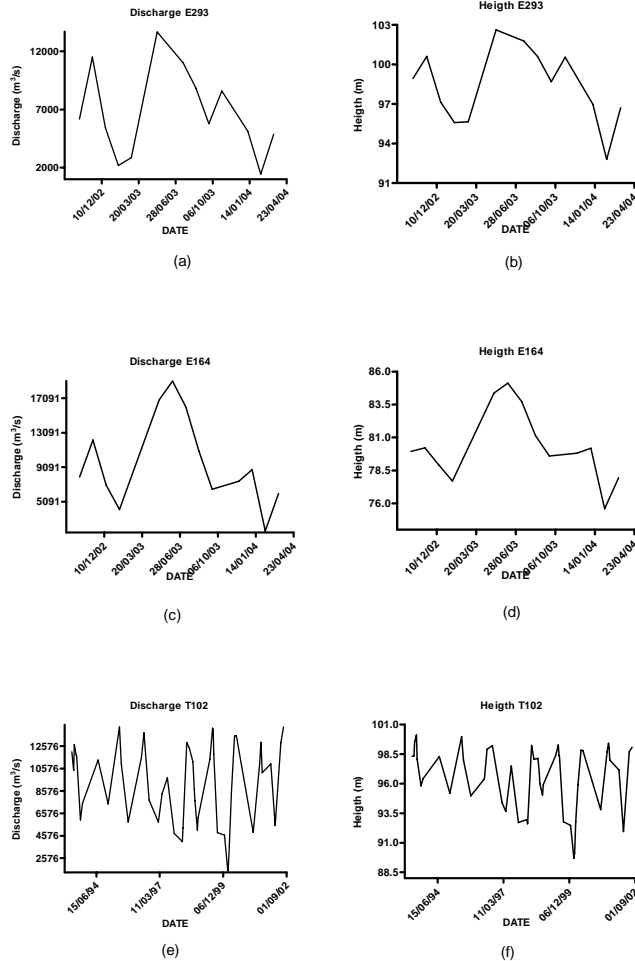 Discharge E293
Discharge (m³/s)
12000
7000
2000
10/12/02
20/03/03
28/06/03
06/10/03
14/01/04
23/04/04
DATE
(a)
Heigth E293
Heigth (m)
103
100
97
94
91
10/12/02
20/03/03
28/06/03
06/10/03
14/01/04
23/04/04
DATE
(b)
Discharge E164
Discharge (m³/s)
17091
13091
9091
5091
10/12/02
20/03/03
28/06/03
06/10/03
14/01/04
23/04/04
DATE
(c)
Heigth E164
Heigth (m)
86.0
83.5
81.0
78.5
76.0
10/12/02
20/03/03
28/06/03
06/10/03
14/01/04
23/04/04
DATE
(d)
Discharge T102
Discharge (m³/s)
12576
10576
8576
6576
4576
2576
15/06/94
11/03/97
06/12/99
01/09/02
DATE
(e)
Heigth T102
Heigth (m)
101.0
98.5
96.0
93.5
91.0
88.5
15/06/94
11/03/97
06/12/99
01/09/02
DATE
(f)